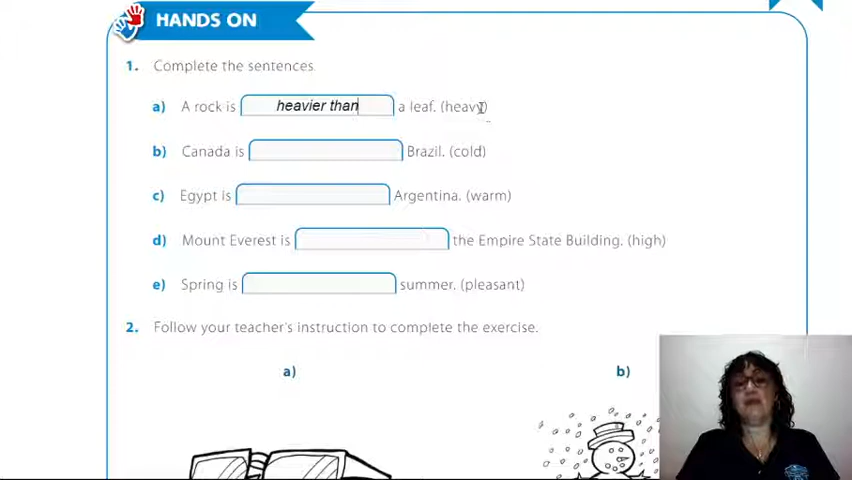 HANDS ON
1. Complete the sentences.
a) A rock is heavier than a leaf. (heavy)
b) Canada is Brazil. (cold)
c) Egypt is Argentina. (warm)
d) Mount Everest is the Empire State Building. (high)
e) Spring is summer. (pleasant)
2. Follow your teacher's instruction to complete the exercise.
a) b)